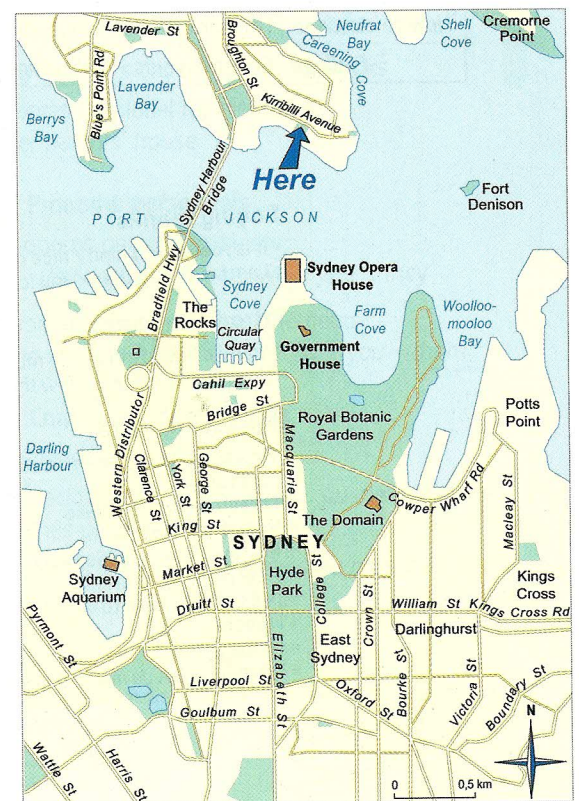 Lavender St
Broughton St
Neufrat
Bay
Shell
Cove
Cremorne
Point
Careening
Cove
Blue's Point Rd
Lavender
Bay
Berrys
Bay
Kirribilli Avenue
Here
Sydney Harbour
Bridge
Fort
Denison
PORT JACKSON
Bradfield Hwy
Sydney Opera
House
Sydney
Cove
The
Rocks
Farm
Cove
Woolloo-
mooloo
Bay
Circular
Quay
Government
House
Cahil Expy
Bridge St
Royal Botanic
Gardens
Potts
Point
Darling
Harbour
Western Distributor
Clarence St
York St
George St
Macquarie St
Cowper Wharf Rd
Macleay St
The Domain
King St
SYDNEY
Market St
Hyde
Park
College St
Crown St
Sydney
Aquarium
Kings
Cross
Druitt St
William St
Kings Cross Rd
Pyrmont St
Elizabeth St
East
Sydney
Darlinghurst
Bourke St
Victoria St
Boundary St
Liverpool St
Oxford St
Goulburn St
N
Wattle St
Harris St
0
0,5 km